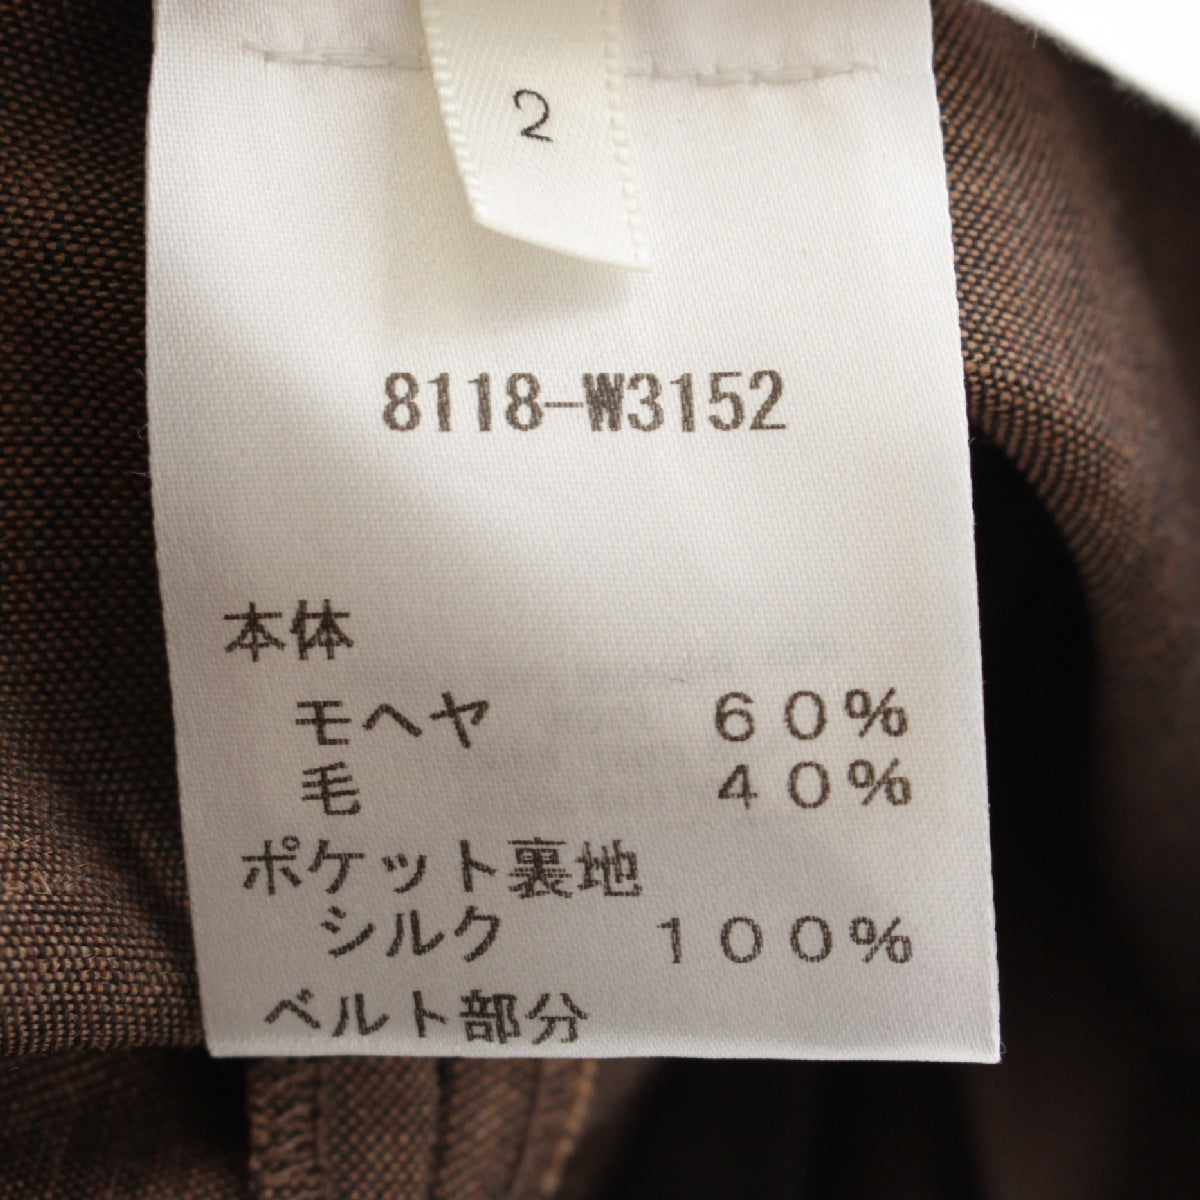 2
8118-W3152
本体
モヘヤ 60%
毛 40%
ポケット裏地
シルク 100%
ベルト部分